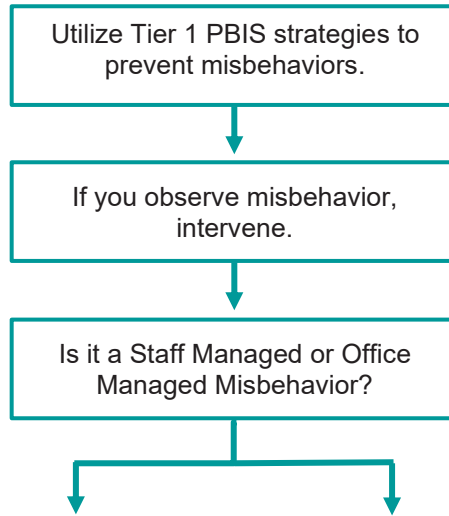 Utilize Tier 1 PBIS strategies to
prevent misbehaviors.
If you observe misbehavior,
intervene.
Is it a Staff Managed or Office
Managed Misbehavior?